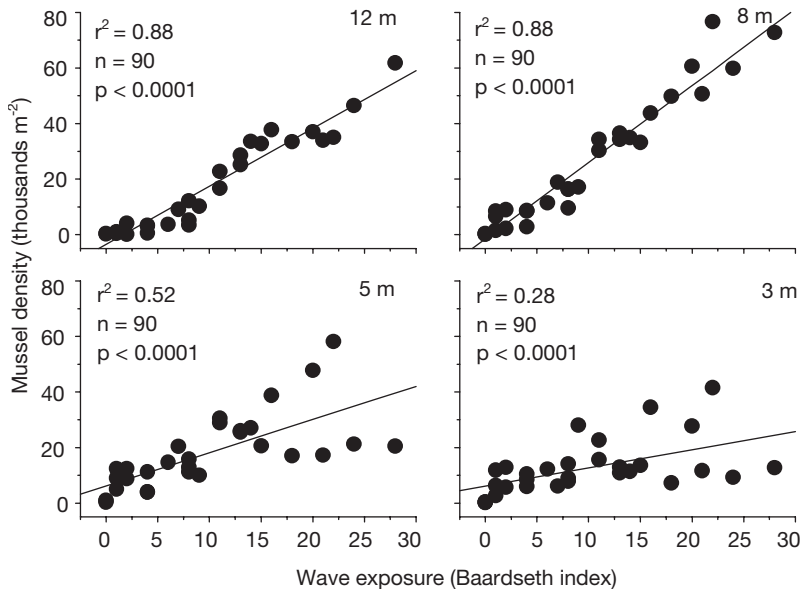 Mussel density (thousands m⁻²)
80
60
40
20
0
r² = 0.88
n = 90
p < 0.0001
12 m
r² = 0.88
n = 90
p < 0.0001
8 m
80
60
40
20
0
r² = 0.52
n = 90
p < 0.0001
5 m
r² = 0.28
n = 90
p < 0.0001
3 m
0 5 10 15 20 25 30
0 5 10 15 20 25 30
Wave exposure (Baardseth index)